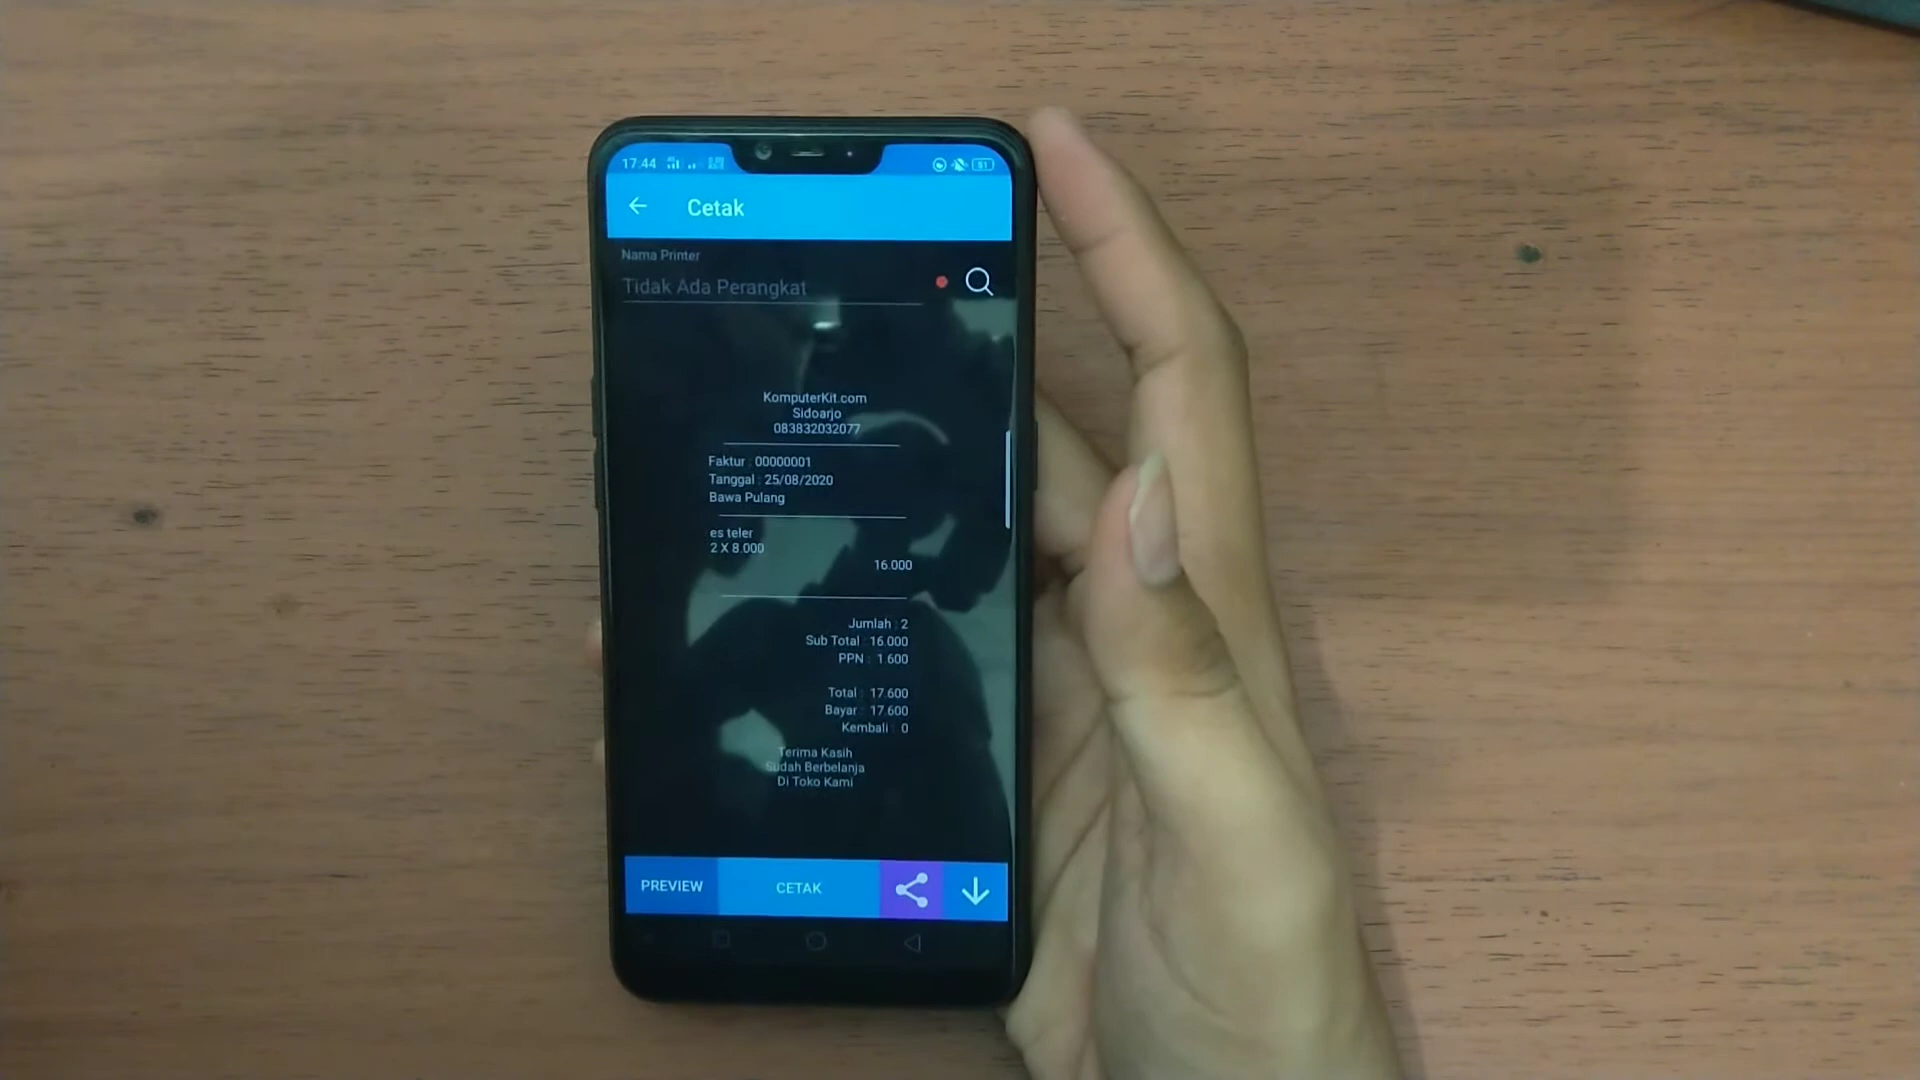 17.44
51
Cetak
Nama Printer
Tidak Ada Perangkat
KomputerKit.com
Sidoarjo
083832032077
Faktur : 00000001
Tanggal : 25/08/2020
Bawa Pulang
es teler
2 X 8.000
16.000
Jumlah : 2
Sub Total : 16.000
PPN : 1.600
Total : 17.600
Bayar : 17.600
Kembali : 0
Terima Kasih
Sudah Berbelanja
Di Toko Kami
PREVIEW
CETAK